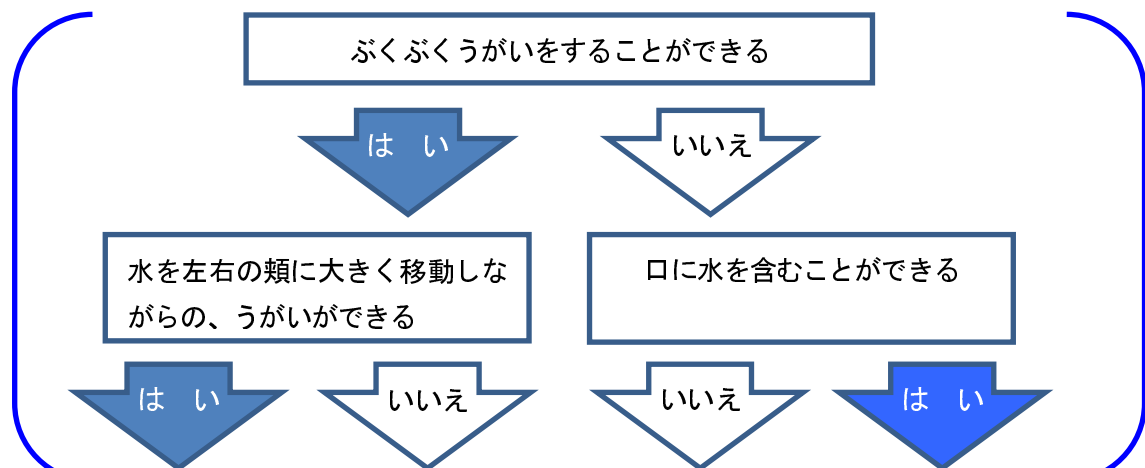 ぶくぶくうがいをすることができる
は　い
いいえ
水を左右の頬に大きく移動しな
がらの、うがいができる
口に水を含むことができる
は　い
いいえ
いいえ
は　い